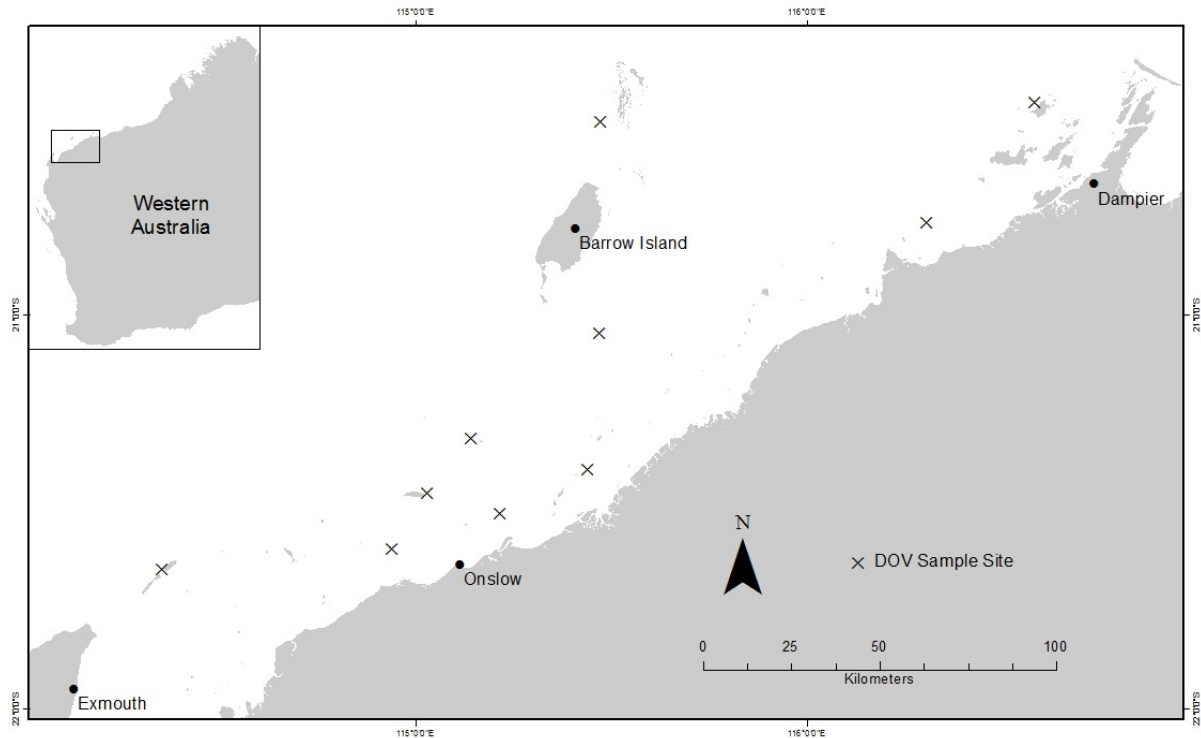 115°0'0"E
116°0'0"E
Western
Australia
Dampier
Barrow Island
21°0'0"S
21°0'0"S
N
DOV Sample Site
Onslow
0 25 50 100
Kilometers
Exmouth
22°0'0"S
22°0'0"S
115°0'0"E
116°0'0"E